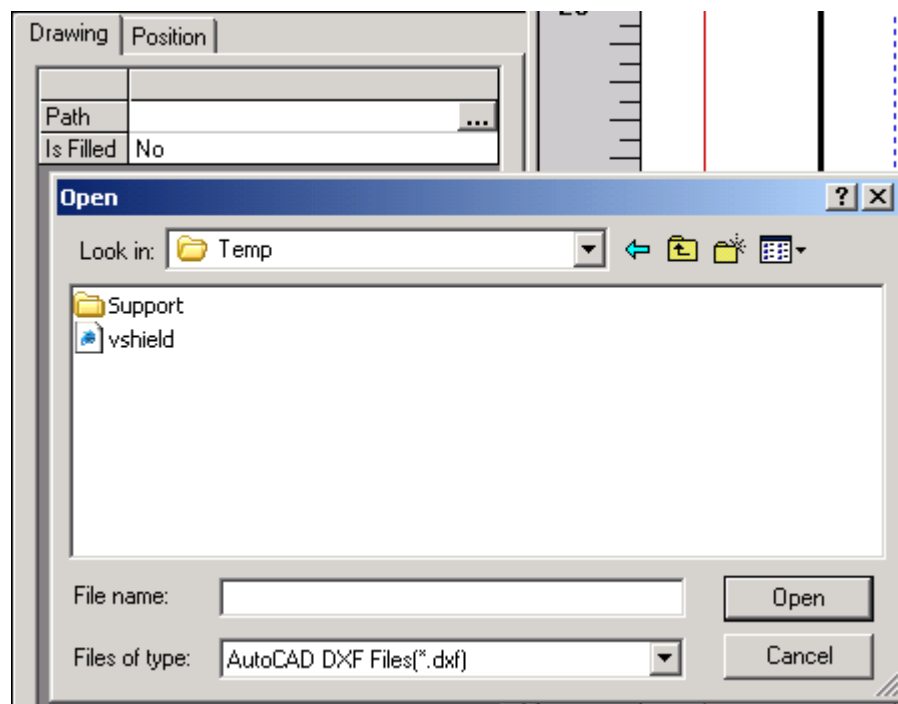 Drawing Position
Path ...
Is Filled No
Open ? X
Look in: Temp
Support
vshield
File name: Open
Files of type: AutoCAD DXF Files(*.dxf) Cancel